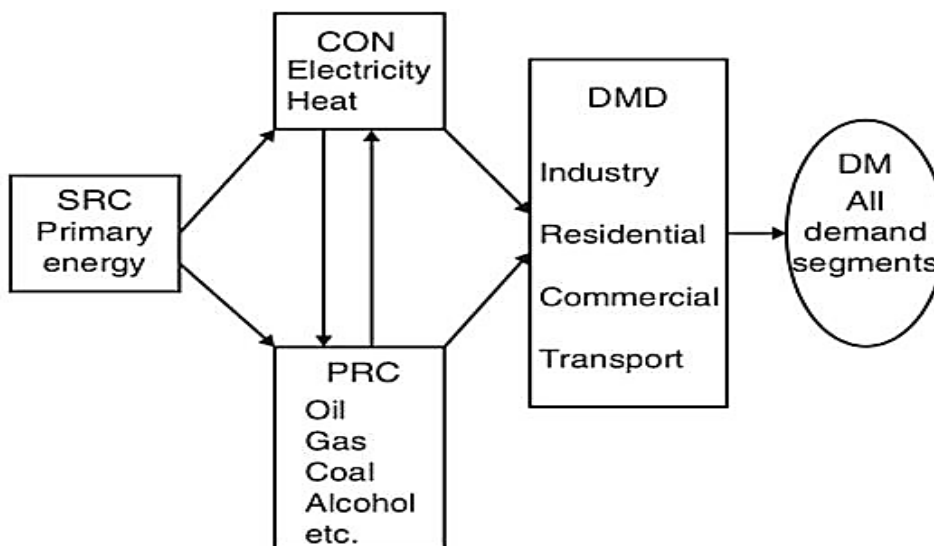 CON
Electricity
Heat
SRC
Primary
energy
PRC
Oil
Gas
Coal
Alcohol
etc.
DMD
Industry
Residential
Commercial
Transport
DM
All
demand
segments